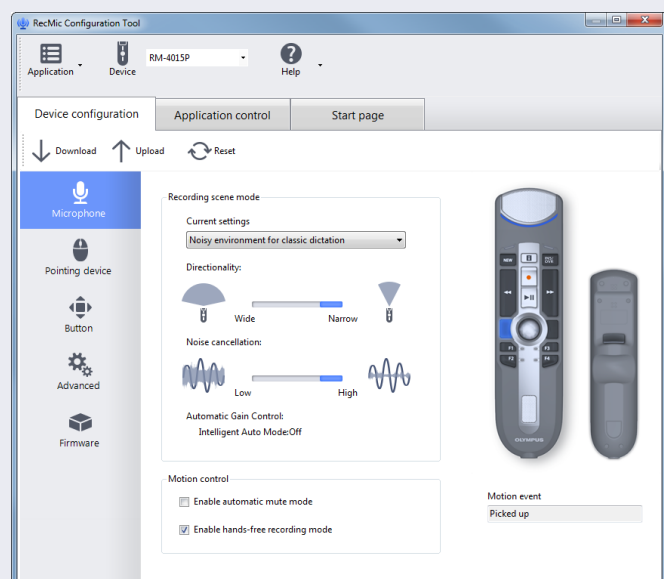 RecMic Configuration Tool
RM-4015P
Application Device Help
Device configuration Application control Start page
Download Upload Reset
Microphone
Pointing device
Button
Advanced
Firmware
Recording scene mode
Current settings
Noisy environment for classic dictation
Directionality:
Wide Narrow
Noise cancellation:
Low High
Automatic Gain Control:
Intelligent Auto Mode:Off
Motion control
Enable automatic mute mode
Enable hands-free recording mode
NEW INS/
OVR
F1 F3
F2 F4
OLYMPUS
Motion event
Picked up